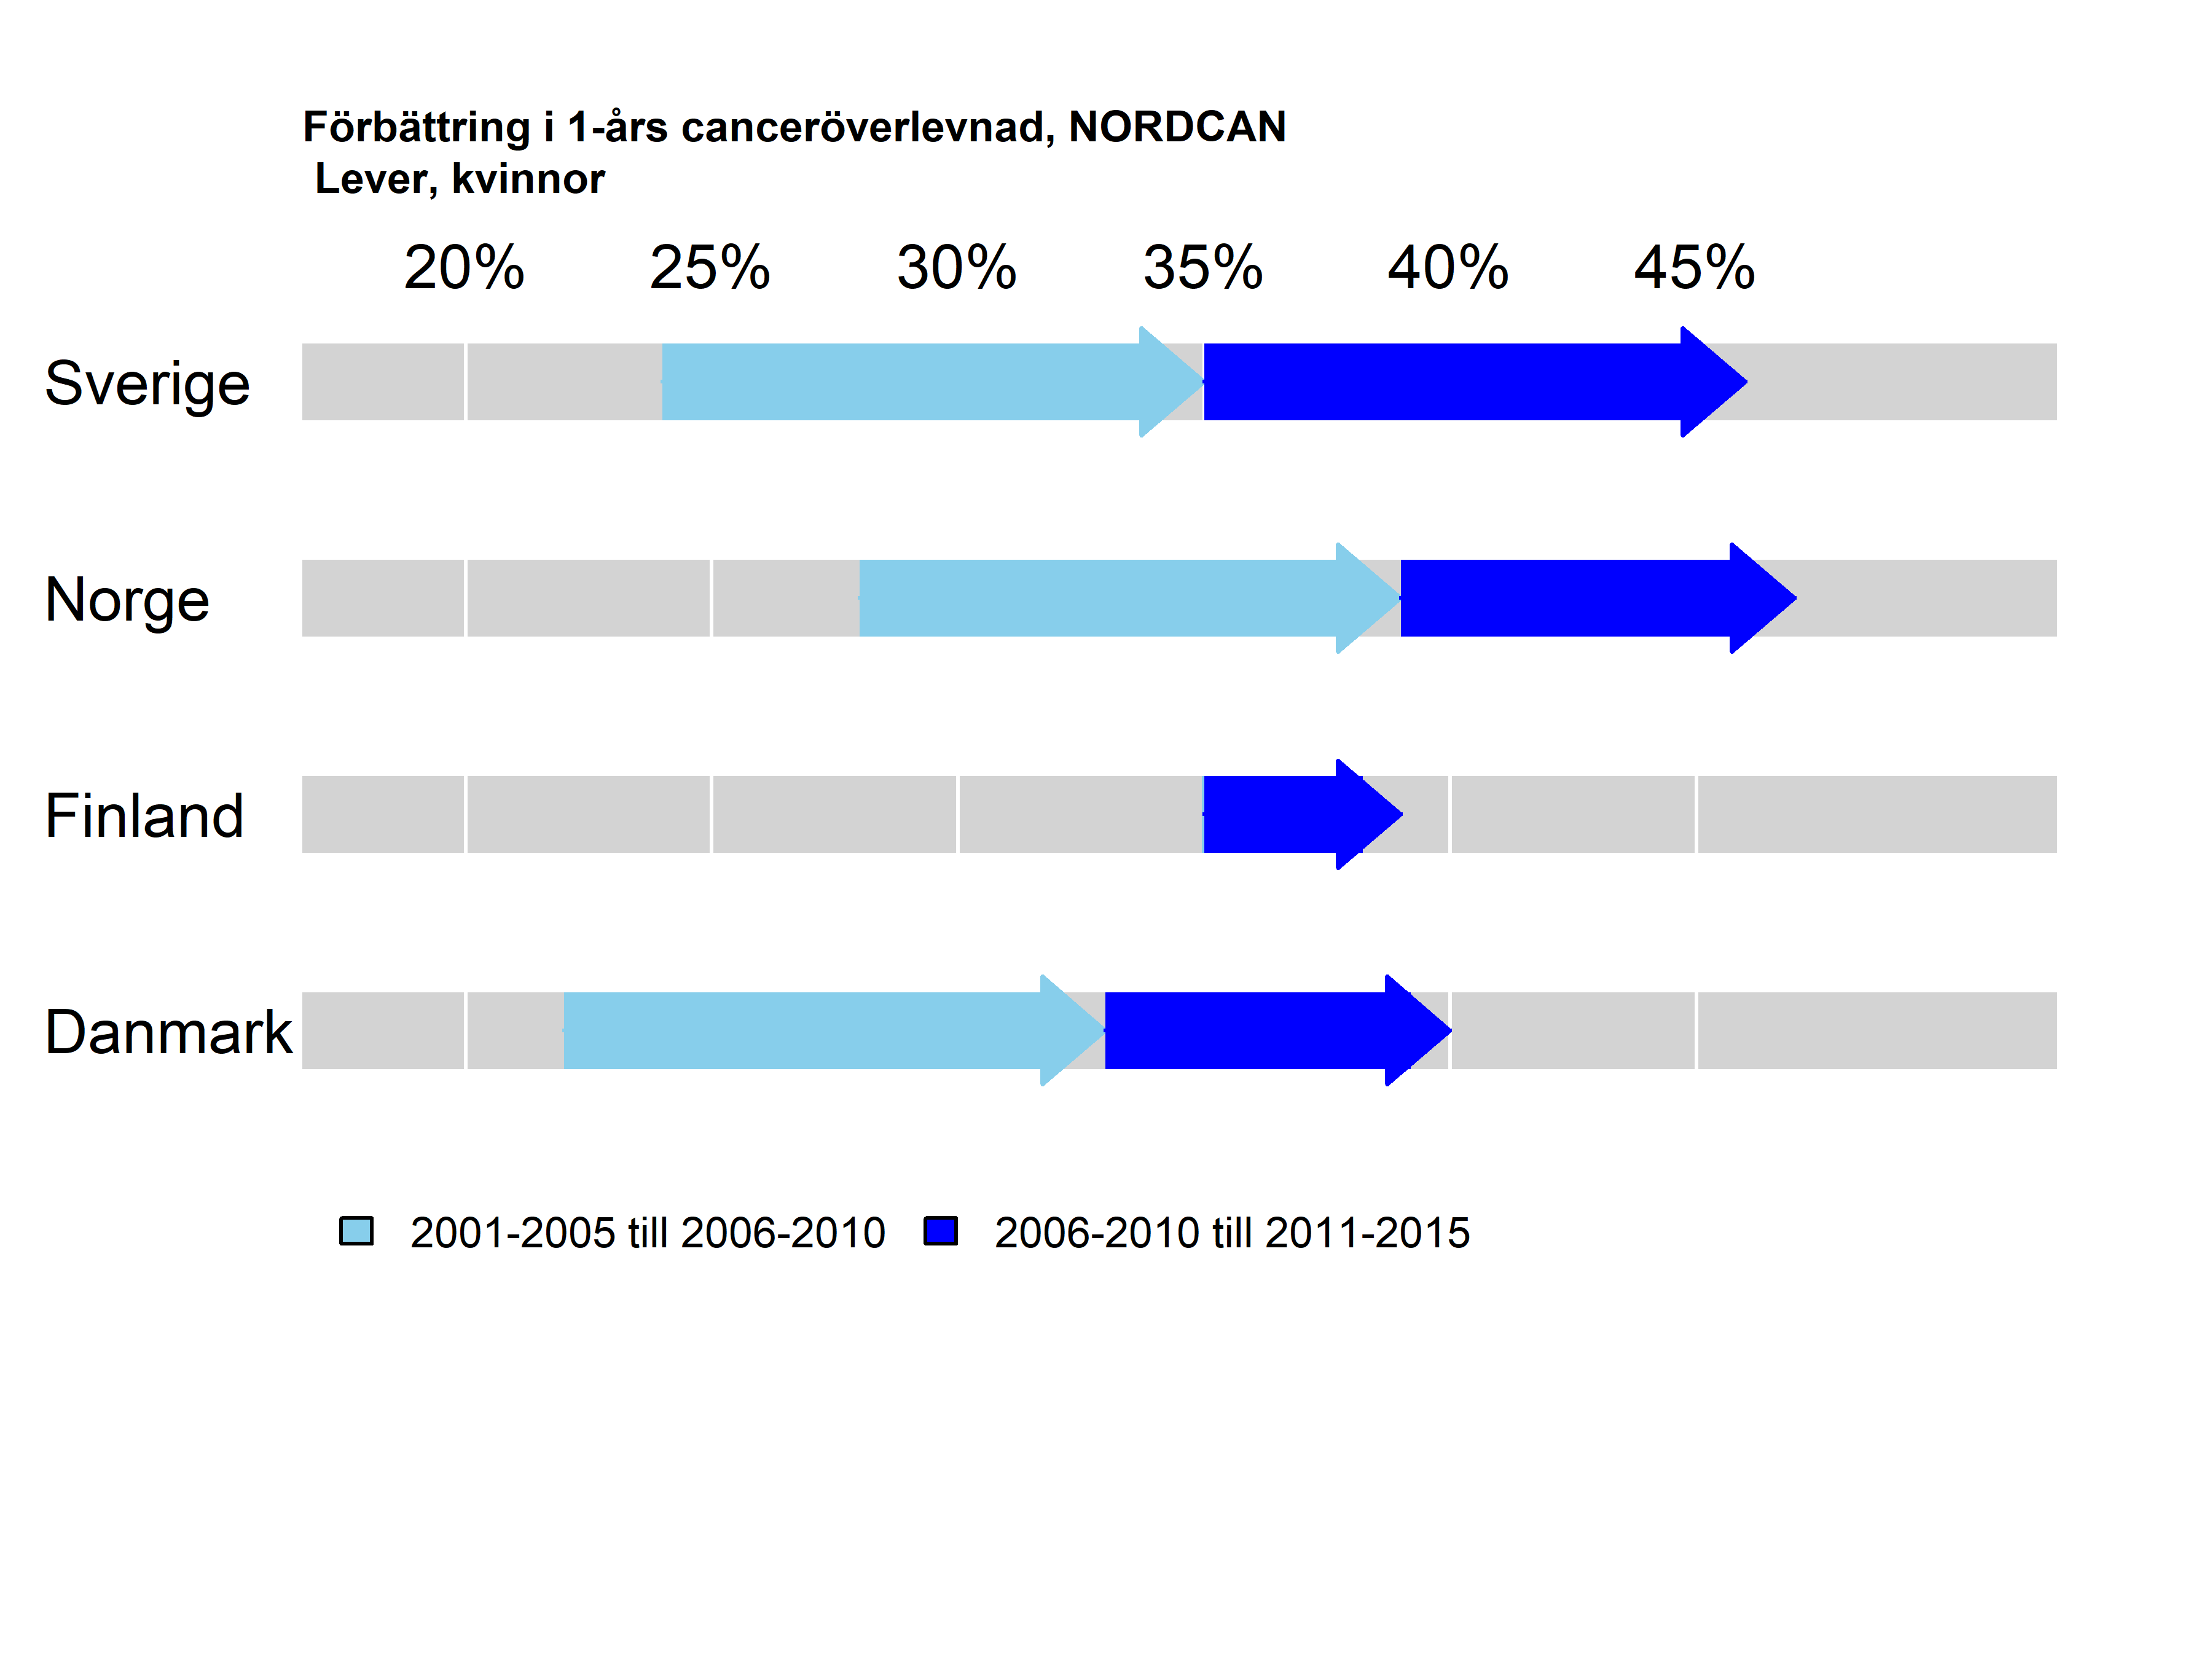 Förbättring i 1-års canceröverlevnad, NORDCAN
Lever, kvinnor
20% 25% 30% 35% 40% 45%
Sverige
Norge
Finland
Danmark
2001-2005 till 2006-2010 2006-2010 till 2011-2015